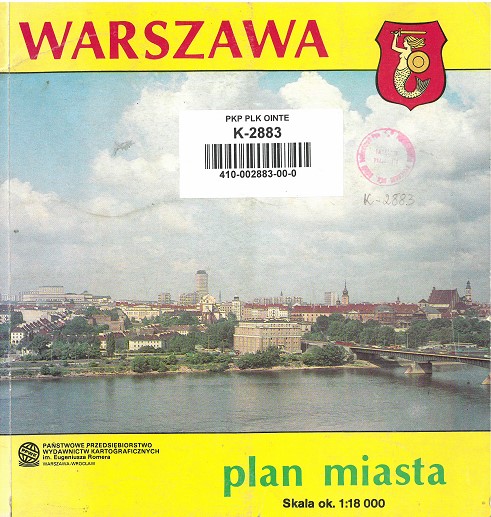 WARSZAWA
PKP PLK OINTE
K-2883
410-002883-00-0
K-2883
PAŃSTWOWE PRZEDSIĘBIORSTWO
WYDAWNICTW KARTOGRAFICZNYCH
im. Eugeniusza Romera
WARSZAWA-WROCŁAW
plan miasta
Skala ok. 1:18 000